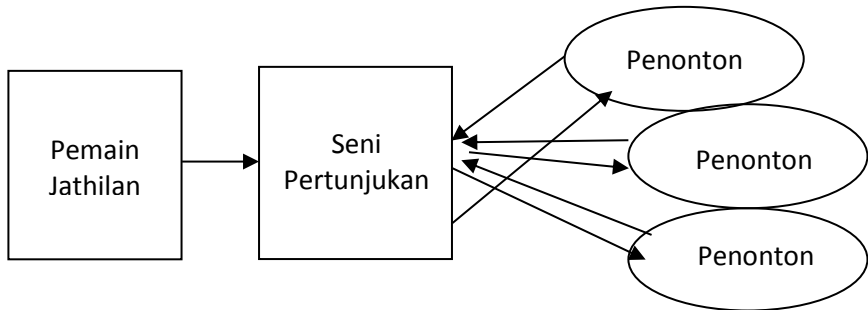 Pemain
Jathilan
Seni
Pertunjukan
Penonton
Penonton
Penonton